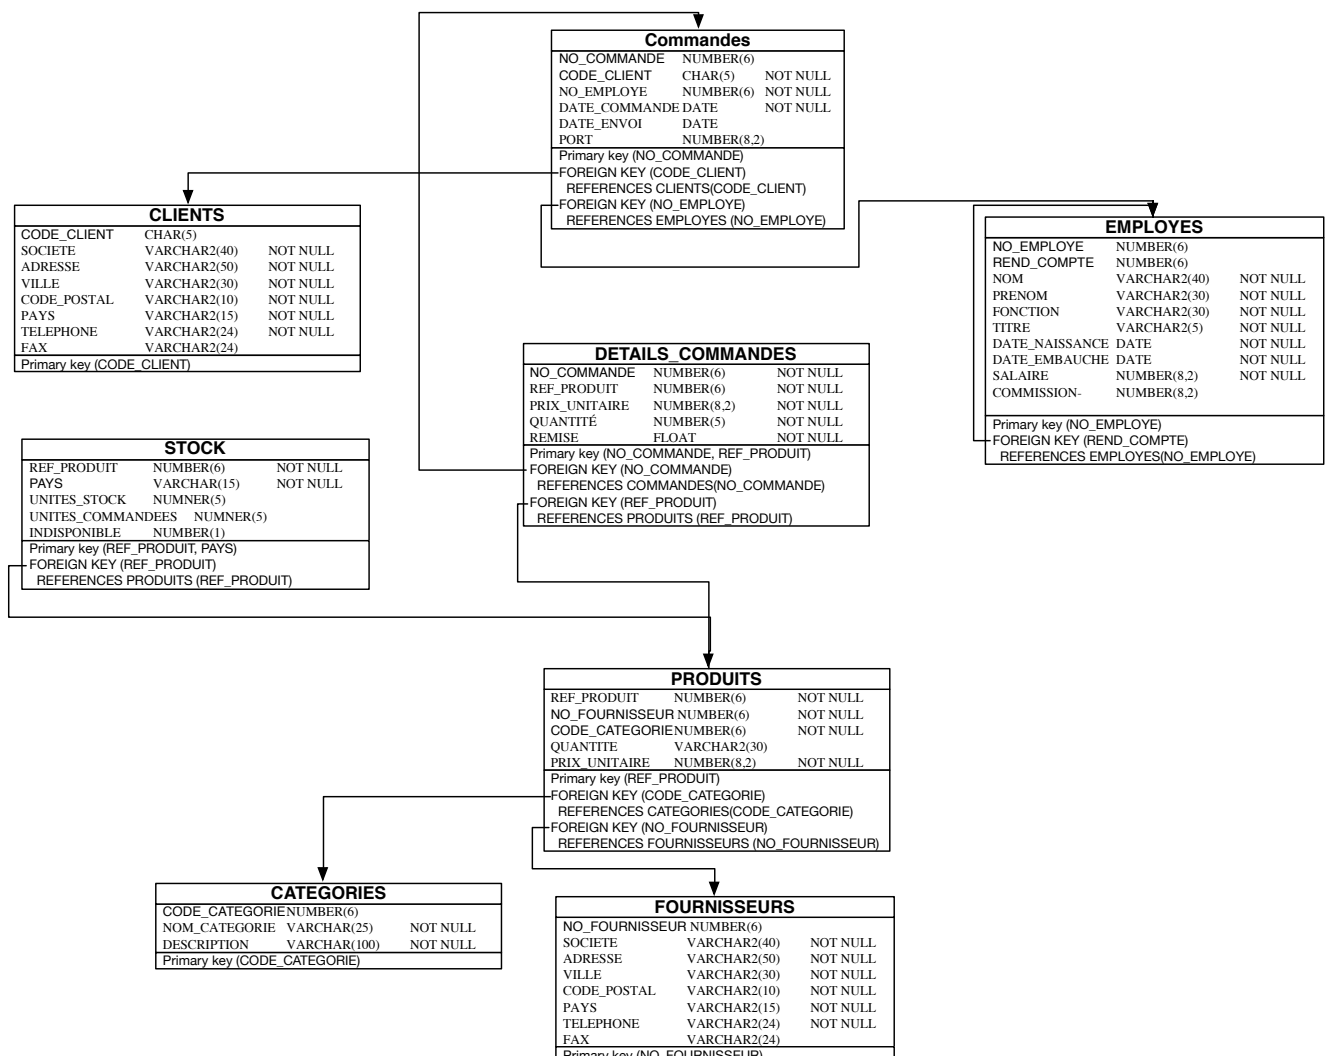 Commandes
NO_COMMANDE NUMBER(6)
CODE_CLIENT CHAR(5) NOT NULL
NO_EMPLOYE NUMBER(6) NOT NULL
DATE_COMMANDE DATE NOT NULL
DATE_ENVOI DATE
PORT NUMBER(8,2)
Primary key (NO_COMMANDE)
FOREIGN KEY (CODE_CLIENT)
REFERENCES CLIENTS(CODE_CLIENT)
FOREIGN KEY (NO_EMPLOYE)
REFERENCES EMPLOYES (NO_EMPLOYE)
CLIENTS
CODE_CLIENT CHAR(5)
SOCIETE VARCHAR2(40) NOT NULL
ADRESSE VARCHAR2(50) NOT NULL
VILLE VARCHAR2(30) NOT NULL
CODE_POSTAL VARCHAR2(10) NOT NULL
PAYS VARCHAR2(15) NOT NULL
TELEPHONE VARCHAR2(24) NOT NULL
FAX VARCHAR2(24)
Primary key (CODE_CLIENT)
EMPLOYES
NO_EMPLOYE NUMBER(6)
REND_COMPTE NUMBER(6)
NOM VARCHAR2(40) NOT NULL
PRENOM VARCHAR2(30) NOT NULL
FONCTION VARCHAR2(30) NOT NULL
TITRE VARCHAR2(5) NOT NULL
DATE_NAISSANCE DATE NOT NULL
DATE_EMBAUCHE DATE NOT NULL
SALAIRE NUMBER(8,2) NOT NULL
COMMISSION- NUMBER(8,2)
Primary key (NO_EMPLOYE)
FOREIGN KEY (REND_COMPTE)
REFERENCES EMPLOYES(NO_EMPLOYE)
DETAILS_COMMANDES
NO_COMMANDE NUMBER(6) NOT NULL
REF_PRODUIT NUMBER(6) NOT NULL
PRIX_UNITAIRE NUMBER(8,2) NOT NULL
QUANTITÉ NUMBER(5) NOT NULL
REMISE FLOAT NOT NULL
Primary key (NO_COMMANDE, REF_PRODUIT)
FOREIGN KEY (NO_COMMANDE)
REFERENCES COMMANDES(NO_COMMANDE)
FOREIGN KEY (REF_PRODUIT)
REFERENCES PRODUITS (REF_PRODUIT)
STOCK
REF_PRODUIT NUMBER(6) NOT NULL
PAYS VARCHAR(15) NOT NULL
UNITES_STOCK NUMNER(5)
UNITES_COMMANDEES NUMNER(5)
INDISPONIBLE NUMBER(1)
Primary key (REF_PRODUIT, PAYS)
FOREIGN KEY (REF_PRODUIT)
REFERENCES PRODUITS (REF_PRODUIT)
PRODUITS
REF_PRODUIT NUMBER(6) NOT NULL
NO_FOURNISSEUR NUMBER(6) NOT NULL
CODE_CATEGORIE NUMBER(6) NOT NULL
QUANTITE VARCHAR2(30)
PRIX_UNITAIRE NUMBER(8,2) NOT NULL
Primary key (REF_PRODUIT)
FOREIGN KEY (CODE_CATEGORIE)
REFERENCES CATEGORIES(CODE_CATEGORIE)
FOREIGN KEY (NO_FOURNISSEUR)
REFERENCES FOURNISSEURS (NO_FOURNISSEUR)
CATEGORIES
CODE_CATEGORIE NUMBER(6)
NOM_CATEGORIE VARCHAR(25) NOT NULL
DESCRIPTION VARCHAR(100) NOT NULL
Primary key (CODE_CATEGORIE)
FOURNISSEURS
NO_FOURNISSEUR NUMBER(6)
SOCIETE VARCHAR2(40) NOT NULL
ADRESSE VARCHAR2(50) NOT NULL
VILLE VARCHAR2(30) NOT NULL
CODE_POSTAL VARCHAR2(10) NOT NULL
PAYS VARCHAR2(15) NOT NULL
TELEPHONE VARCHAR2(24) NOT NULL
FAX VARCHAR2(24)
Primary key (NO_FOURNISSEUR)